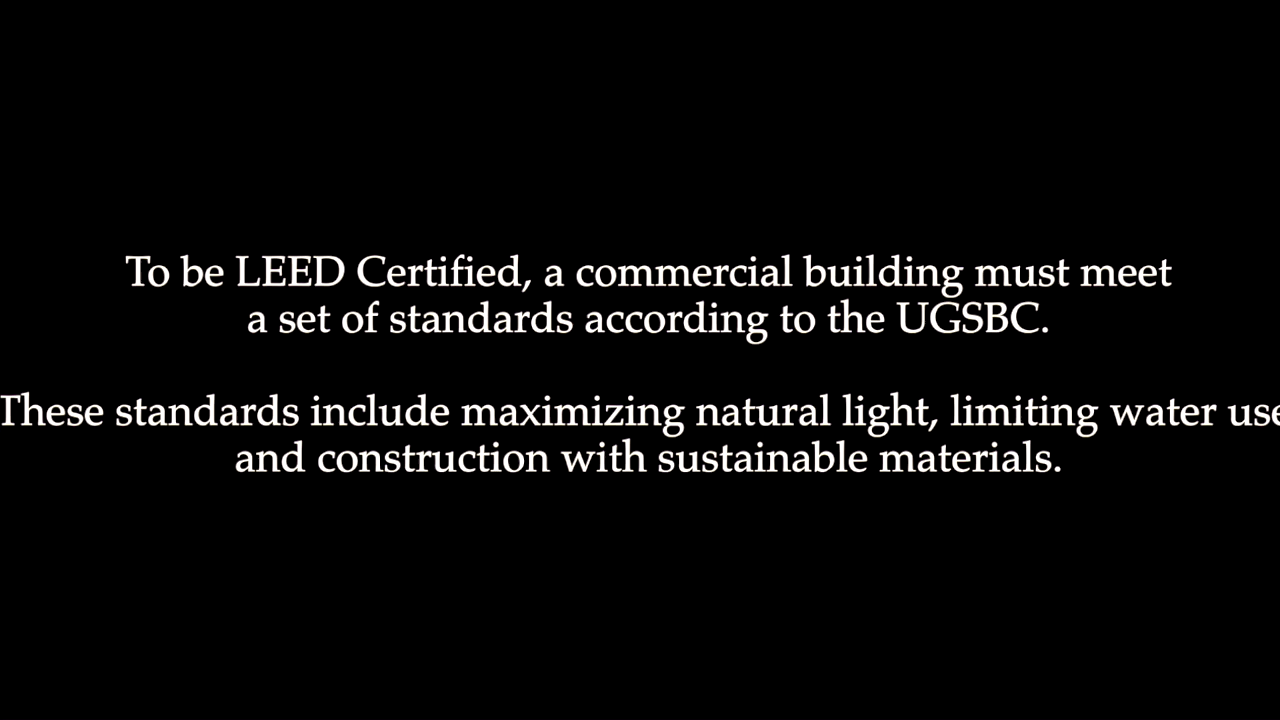 To be LEED Certified, a commercial building must meet
a set of standards according to the UGSBC.
These standards include maximizing natural light, limiting water use
and construction with sustainable materials.